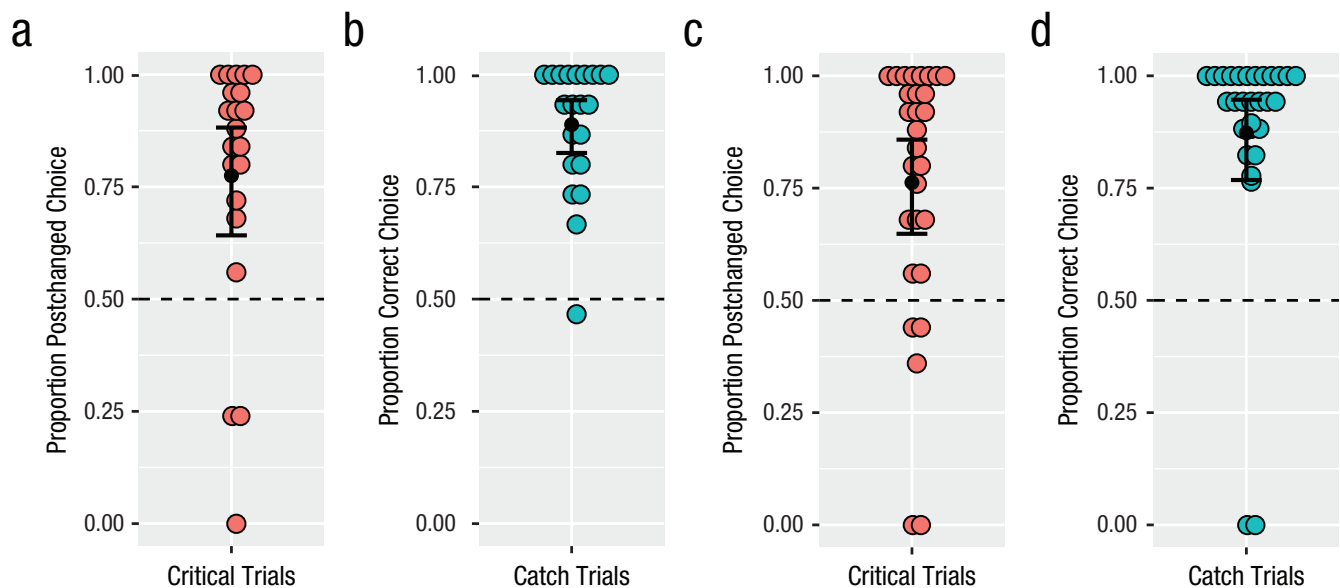 a
Proportion Postchanged Choice
1.00
0.75
0.50
0.25
0.00
Critical Trials
b
Proportion Correct Choice
1.00
0.75
0.50
0.25
0.00
Catch Trials
c
Proportion Postchanged Choice
1.00
0.75
0.50
0.25
0.00
Critical Trials
d
Proportion Correct Choice
1.00
0.75
0.50
0.25
0.00
Catch Trials